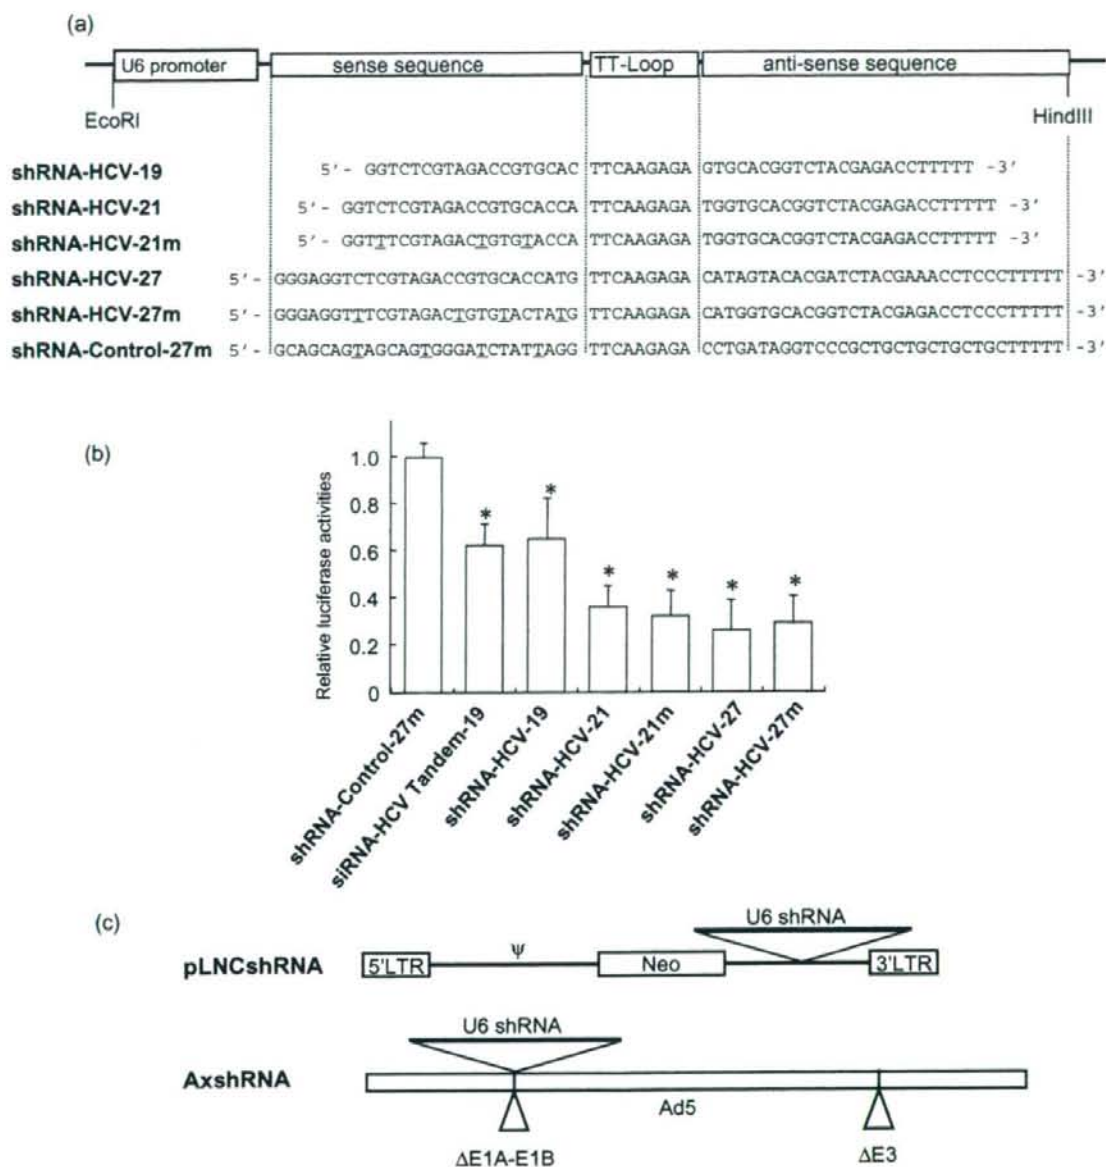 (a)
U6 promoter sense sequence TT-Loop anti-sense sequence
EcoRI HindIII
shRNA-HCV-19 5'- GGTCTCGTAGACCGTGCAC TTCAAGAGA GTGCACGGTCTACGAGACCTTTTT -3'
shRNA-HCV-21 5'- GGTCTCGTAGACCGTGCACCA TTCAAGAGA TGGTGCACGGTCTACGAGACCTTTTT -3'
shRNA-HCV-21m 5'- GGTTTCGTAGACTGTGTACCA TTCAAGAGA TGGTGCACGGTCTACGAGACCTTTTT -3'
shRNA-HCV-27 5'- GGGAGGTCTCGTAGACCGTGCACCATG TTCAAGAGA CATAGTACACGATCTACGAAACCTCCCTTTTT -3'
shRNA-HCV-27m 5'- GGGAGGTTTCGTAGACTGTGTACTATG TTCAAGAGA CATGGTGCACGGTCTACGAGACCTCCCTTTTT -3'
shRNA-Control-27m 5'- GCAGCAGTAGCAGTGGGATCTATTAGG TTCAAGAGA CCTGATAGGTCCCGCTGCTGCTGCTGCTTTTT -3'
(b)
Relative luciferase activities
1.0
0.8
0.6
0.4
0.2
0
* * * * * *
shRNA-Control-27m
siRNA-HCV Tandem-19
shRNA-HCV-19
shRNA-HCV-21
shRNA-HCV-21m
shRNA-HCV-27
shRNA-HCV-27m
(c)
U6 shRNA
pLNCshRNA 5'LTR ψ Neo 3'LTR
U6 shRNA
AxshRNA
Ad5
ΔE1A-E1B ΔE3